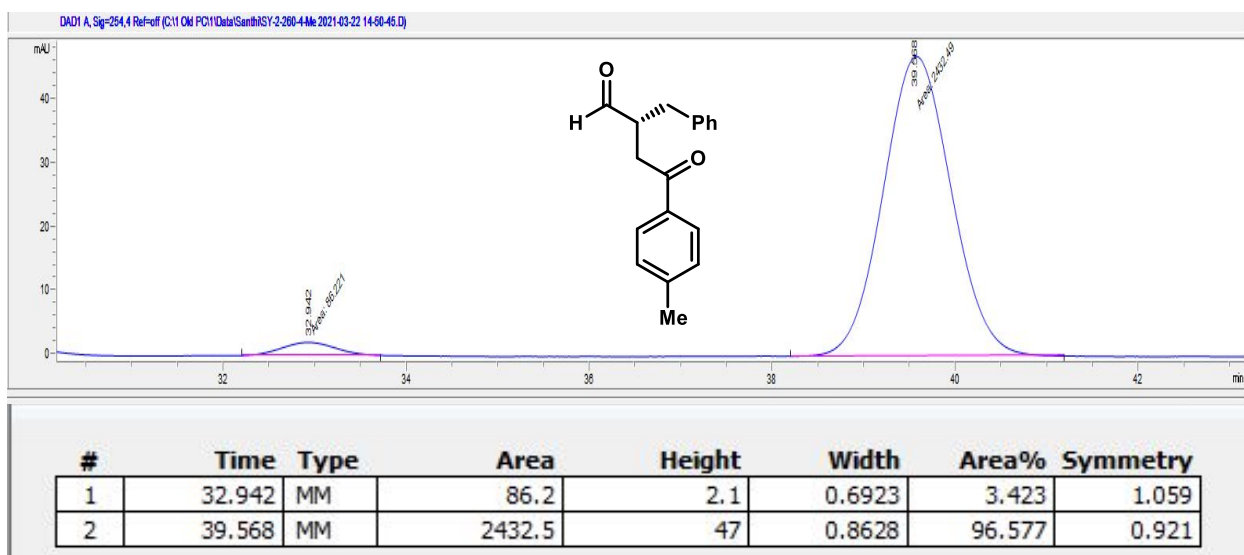 DAD1 A, Sig=254,4 Ref=off (C:\1 Old PC\1\Data\Santhi\SY-2-260-4-Me 2021-03-22 14-50-45.D)
mAU
40
30
20
10
0
32.942
Area: 86.221
39.568
Area: 2432.49
O
H
Ph
O
Me
32
34
36
38
40
42
min
# Time Type Area Height Width Area% Symmetry
1 32.942 MM 86.2 2.1 0.6923 3.423 1.059
2 39.568 MM 2432.5 47 0.8628 96.577 0.921